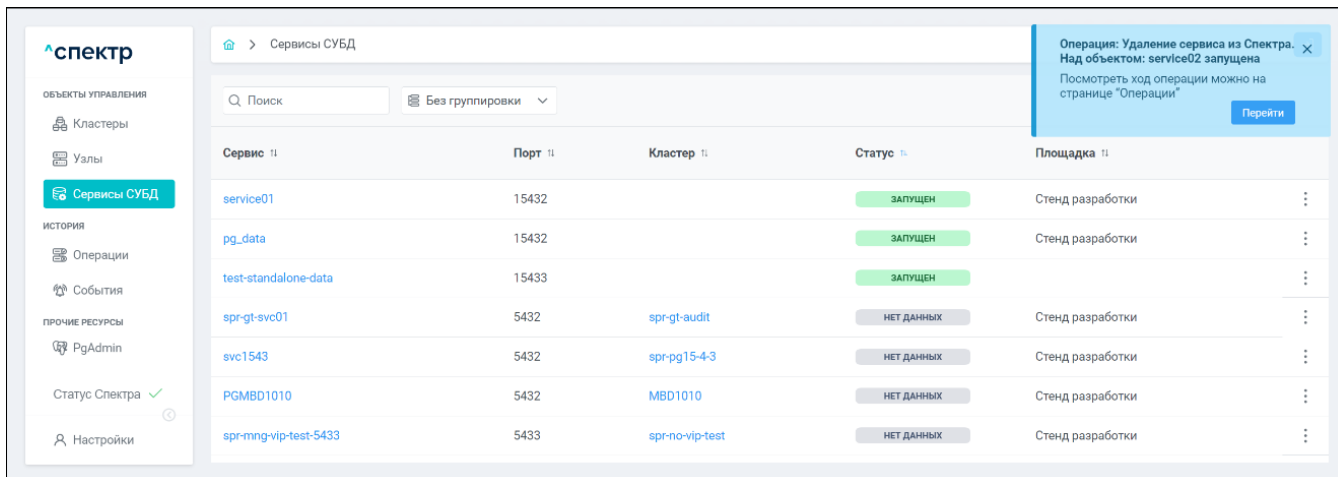 ^спектр
ОБЪЕКТЫ УПРАВЛЕНИЯ
Кластеры
Узлы
Сервисы СУБД
ИСТОРИЯ
Операции
События
ПРОЧИЕ РЕСУРСЫ
PgAdmin
Статус Спектра
Настройки
> Сервисы СУБД
Поиск
Без группировки
Операция: Удаление сервиса из Спектра.
Над объектом: service02 запущена
Посмотреть ход операции можно на
странице "Операции"
Перейти
Сервис Порт Кластер Статус Площадка
service01 15432 ЗАПУЩЕН Стенд разработки
pg_data 15432 ЗАПУЩЕН Стенд разработки
test-standalone-data 15433 ЗАПУЩЕН
spr-gt-svc01 5432 spr-gt-audit НЕТ ДАННЫХ Стенд разработки
svc1543 5432 spr-pg15-4-3 НЕТ ДАННЫХ Стенд разработки
PGMBD1010 5432 MBD1010 НЕТ ДАННЫХ Стенд разработки
spr-mng-vip-test-5433 5433 spr-no-vip-test НЕТ ДАННЫХ Стенд разработки